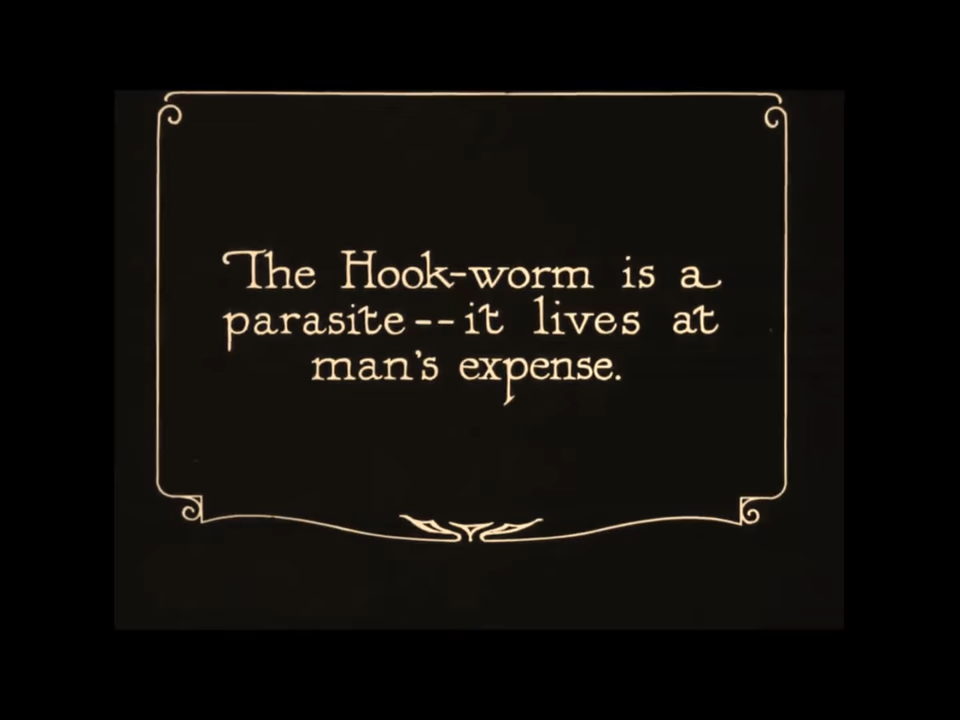 The Hook-worm is a
parasite--it lives at
man's expense.